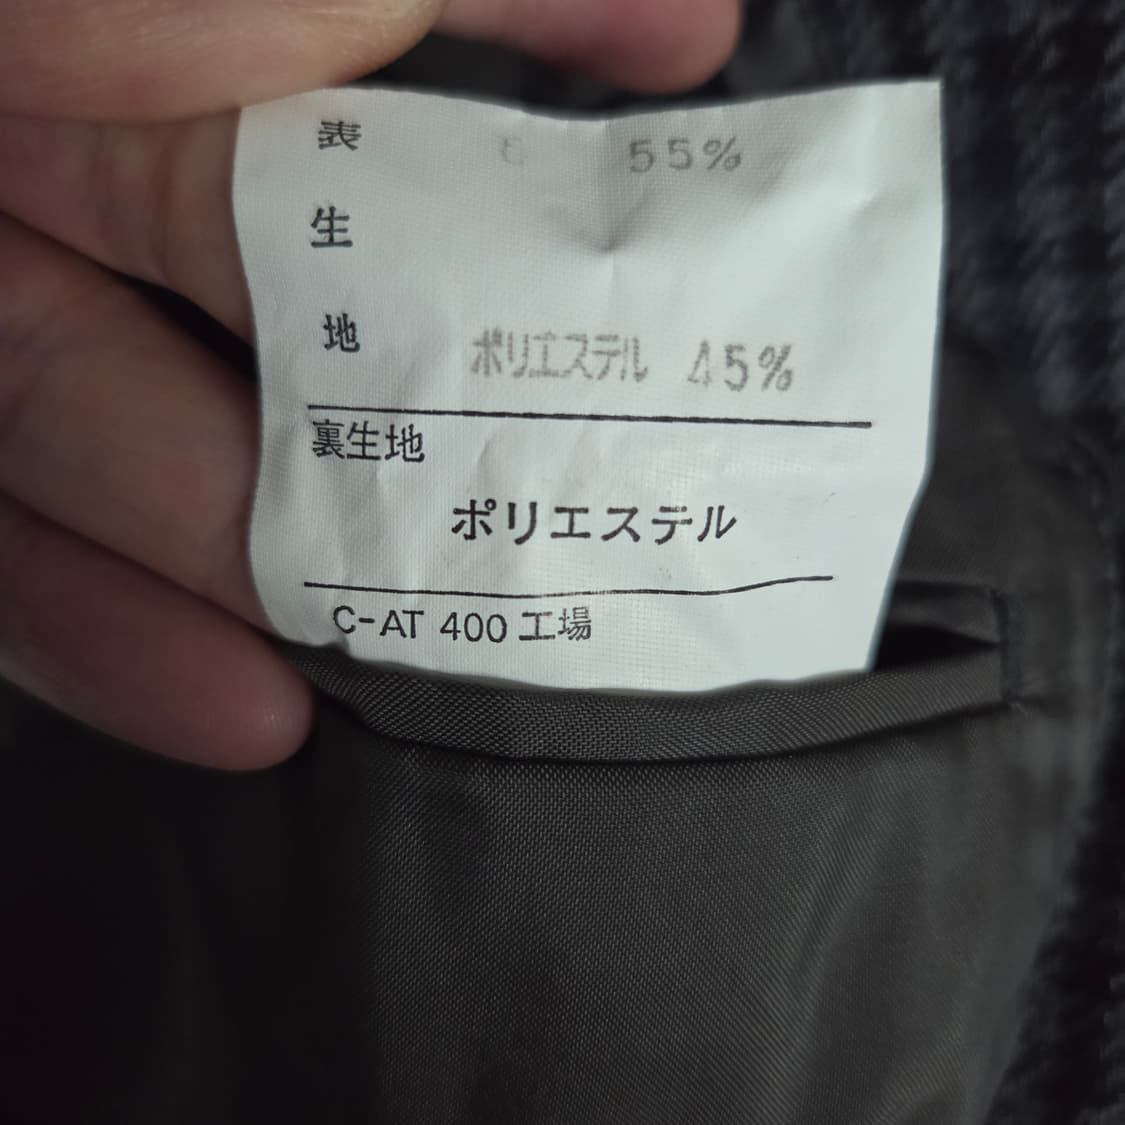 表 55%
生
地 ポリエステル 45%
裏生地
ポリエステル
C-AT 400 工場